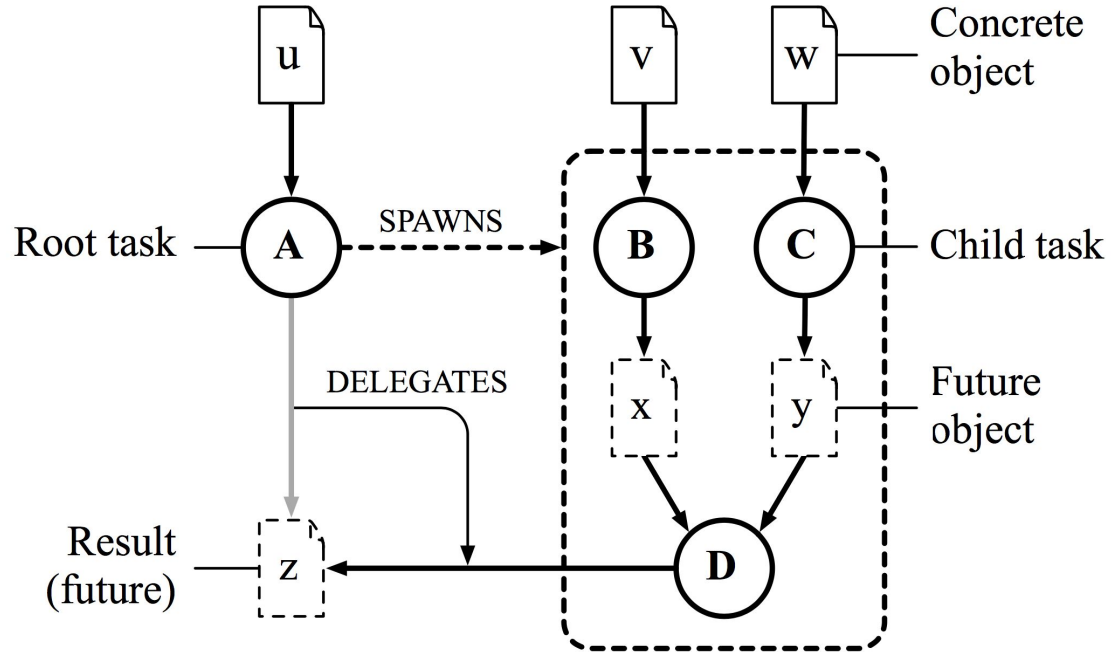 u
v
w
Concrete
object
Root task
A
SPAWNS
B
C
Child task
DELEGATES
x
y
Future
object
Result
(future)
z
D